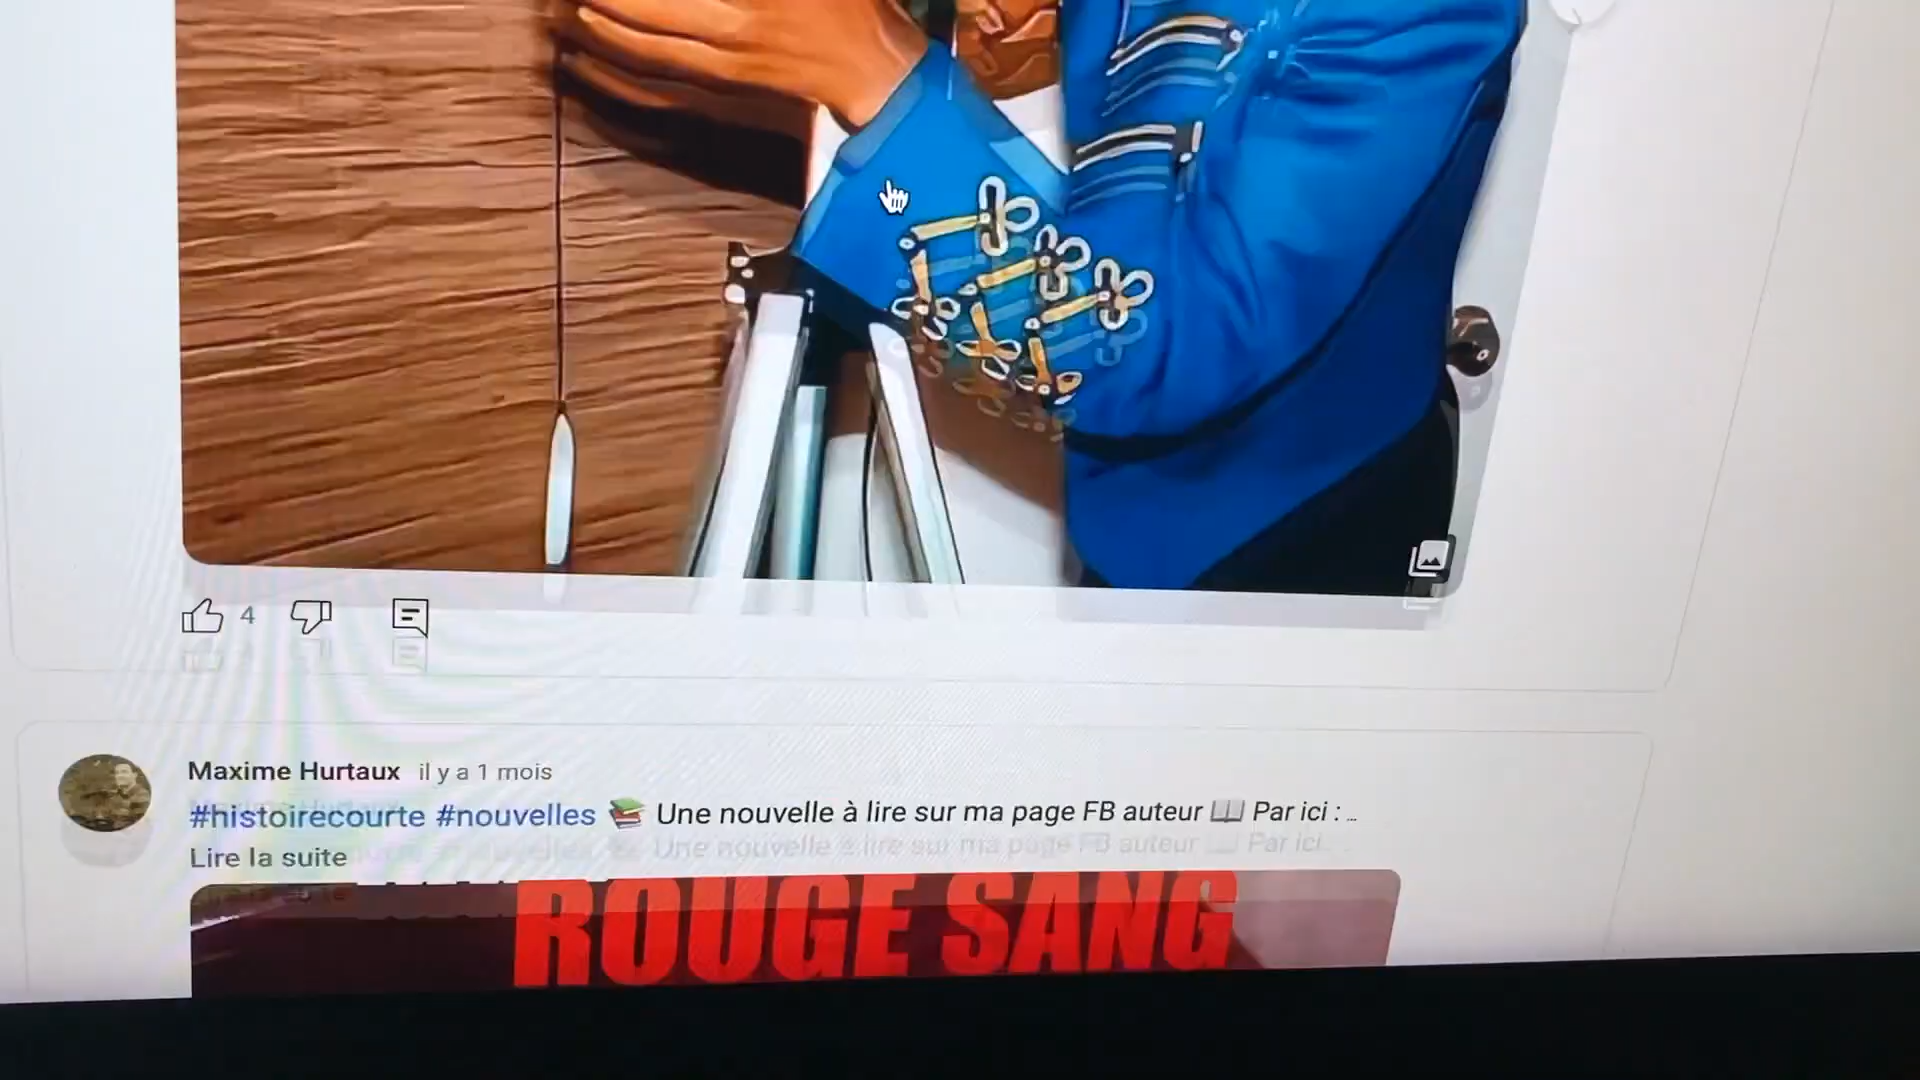 4
Maxime Hurtaux il y a 1 mois
#histoirecourte #nouvelles 📚 Une nouvelle à lire sur ma page FB auteur 📖 Par ici : ...
Lire la suite
ROUGE SANG